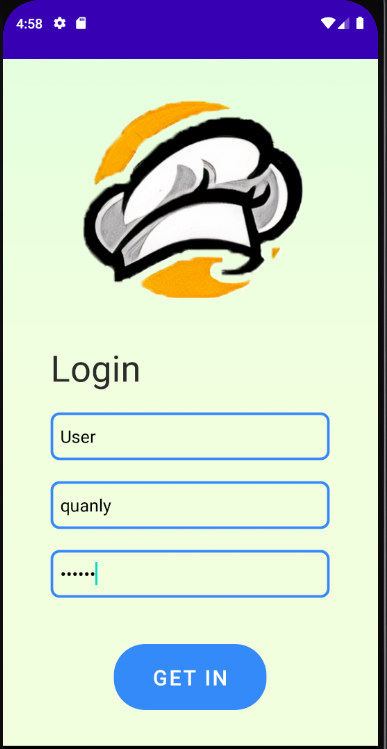 4:58
Login
User
quanly
••••••
GET IN